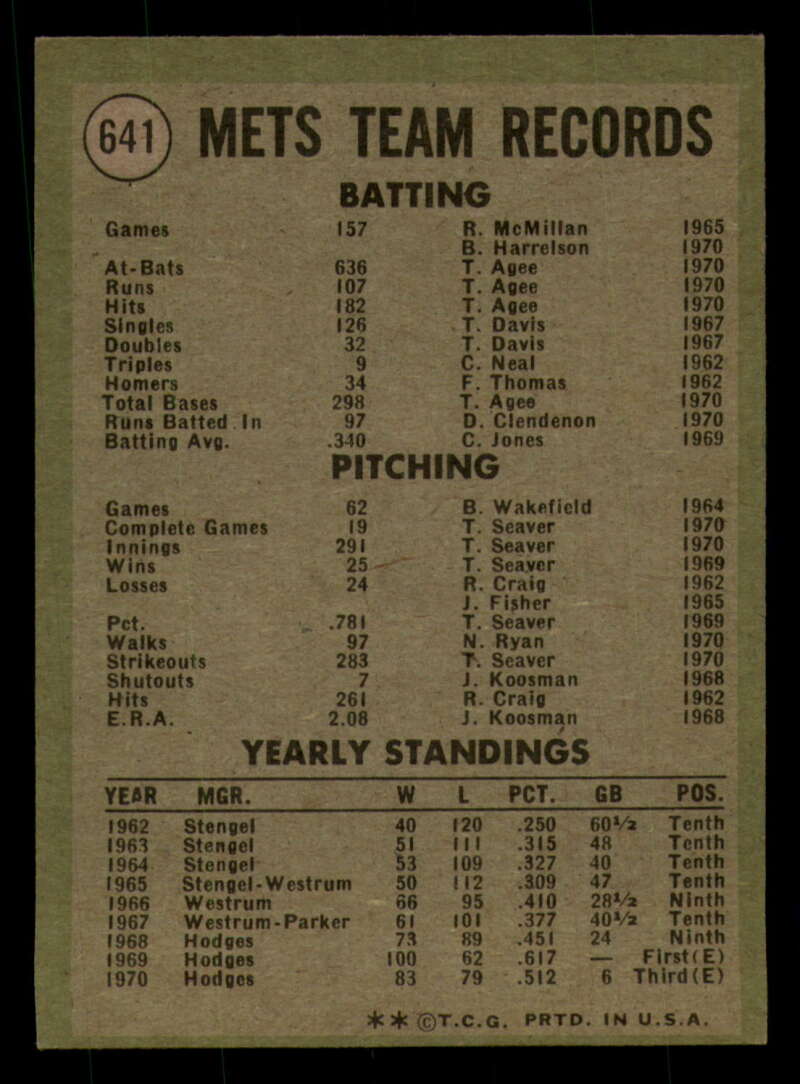 641 METS TEAM RECORDS
BATTING
Games 157 R. McMillan 1965
B. Harrelson 1970
At-Bats 636 T. Agee 1970
Runs 107 T. Agee 1970
Hits 182 T. Agee 1970
Singles 126 T. Davis 1967
Doubles 32 T. Davis 1967
Triples 9 C. Neal 1962
Homers 34 F. Thomas 1962
Total Bases 298 T. Agee 1970
Runs Batted In 97 D. Clendenon 1970
Batting Avg. .340 C. Jones 1969
PITCHING
Games 62 B. Wakefield 1964
Complete Games 19 T. Seaver 1970
Innings 291 T. Seaver 1970
Wins 25 T. Seaver 1969
Losses 24 R. Craig 1962
J. Fisher 1965
Pct. .781 T. Seaver 1969
Walks 97 N. Ryan 1970
Strikeouts 283 T. Seaver 1970
Shutouts 7 J. Koosman 1968
Hits 261 R. Craig 1962
E.R.A. 2.08 J. Koosman 1968
YEARLY STANDINGS
YEAR MGR. W L PCT. GB POS.
1962 Stengel 40 120 .250 60½ Tenth
1963 Stengel 51 111 .315 48 Tenth
1964 Stengel 53 109 .327 40 Tenth
1965 Stengel-Westrum 50 112 .309 47 Tenth
1966 Westrum 66 95 .410 28½ Ninth
1967 Westrum-Parker 61 101 .377 40½ Tenth
1968 Hodges 73 89 .451 24 Ninth
1969 Hodges 100 62 .617 — First(E)
1970 Hodges 83 79 .512 6 Third(E)
** ©T.C.G. PRTD. IN U.S.A.